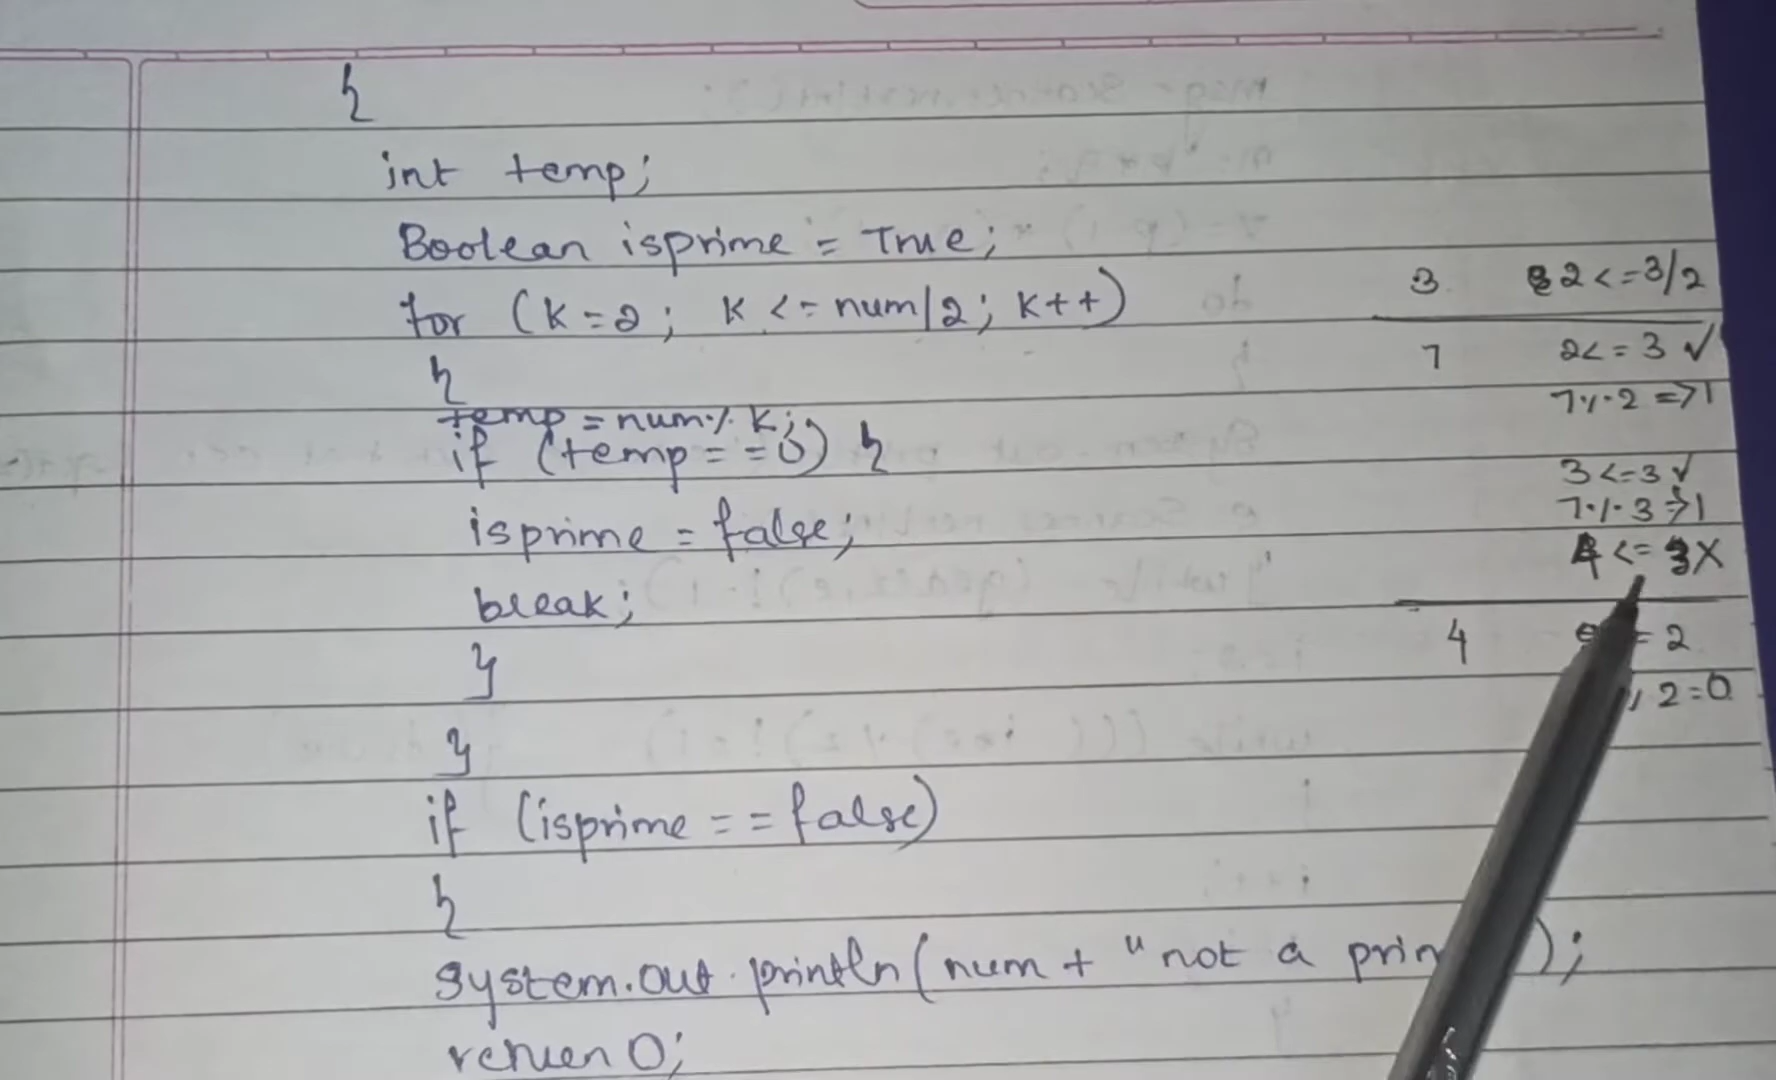 {
int temp;
Boolean isprime = True;
for (k=2; k <= num/2; k++)
{
temp = num % k;
if (temp==0) {
isprime = false;
break;
}
}
if (isprime == false)
{
System.out.println(num + "not a prim );
return 0;
3 2 <= 3/2
7 2 <= 3 ✓
7 % 2 => 1
3 <= 3 ✓
7 % 3 => 1
4 <= 3 X
4 = 2
% 2 = 0